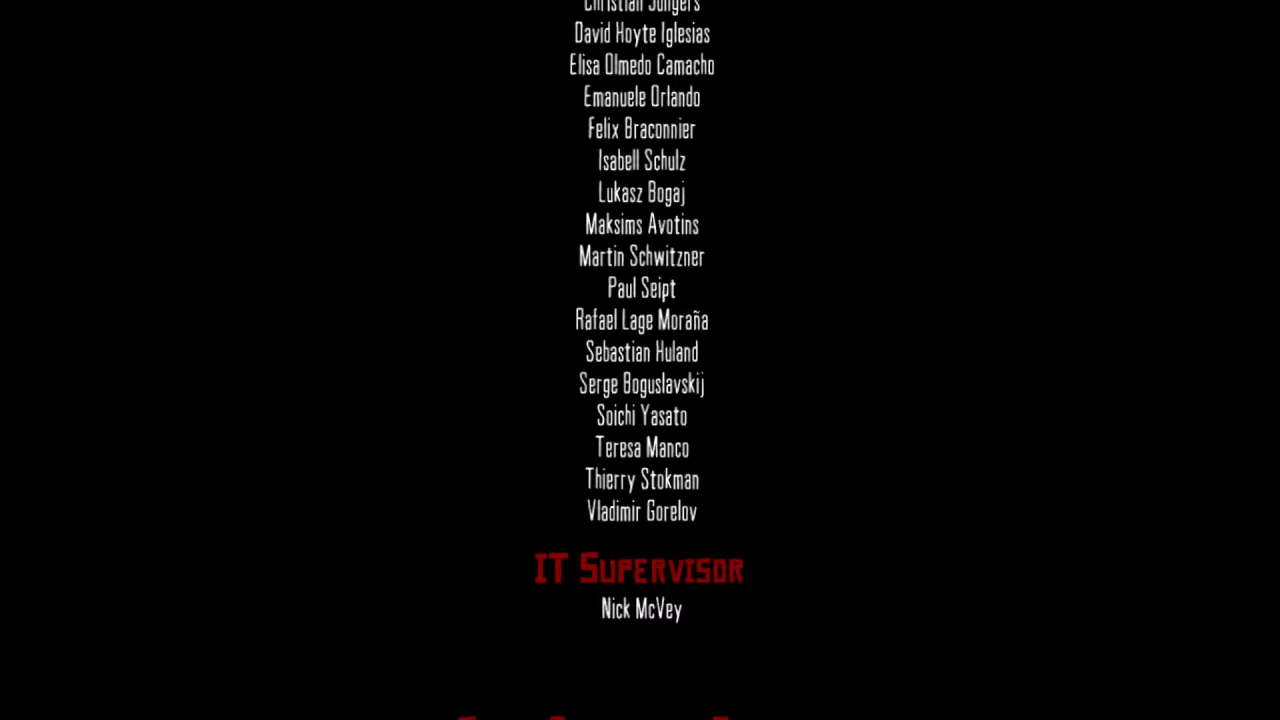 Christian Jüngers
David Hoyte Iglesias
Elisa Olmedo Camacho
Emanuele Orlando
Felix Braconnier
Isabell Schulz
Lukasz Bogaj
Maksims Avotins
Martin Schwitzner
Paul Seipt
Rafael Lage Moraña
Sebastian Huland
Serge Boguslavskij
Soichi Yasato
Teresa Manco
Thierry Stokman
Vladimir Gorelov
IT Supervisor
Nick McVey